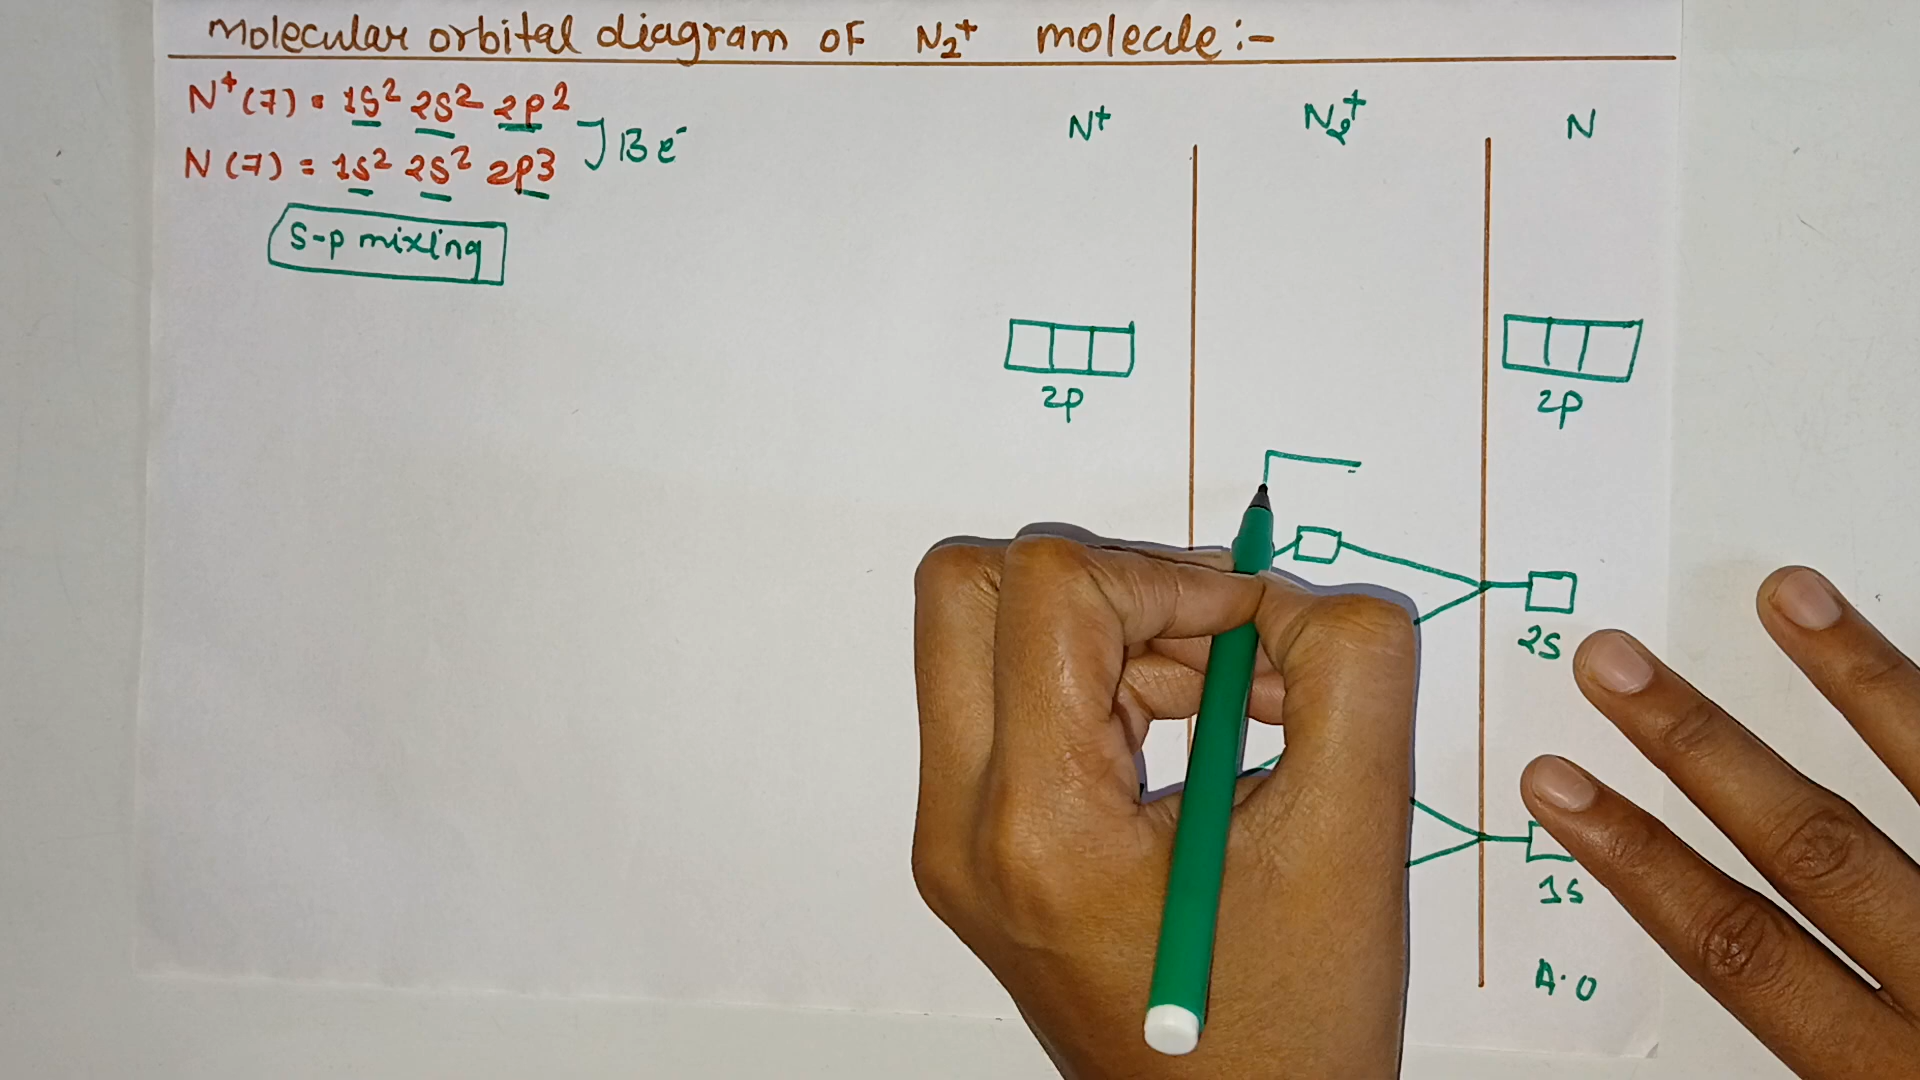 Molecular orbital diagram of N₂⁺ molecule:-
N⁺(7) = 1s² 2s² 2p²
N (7) = 1s² 2s² 2p3
13 e⁻
s-p mixing
N⁺ N₂⁺ N
2p 2p
2s
1s
A.O